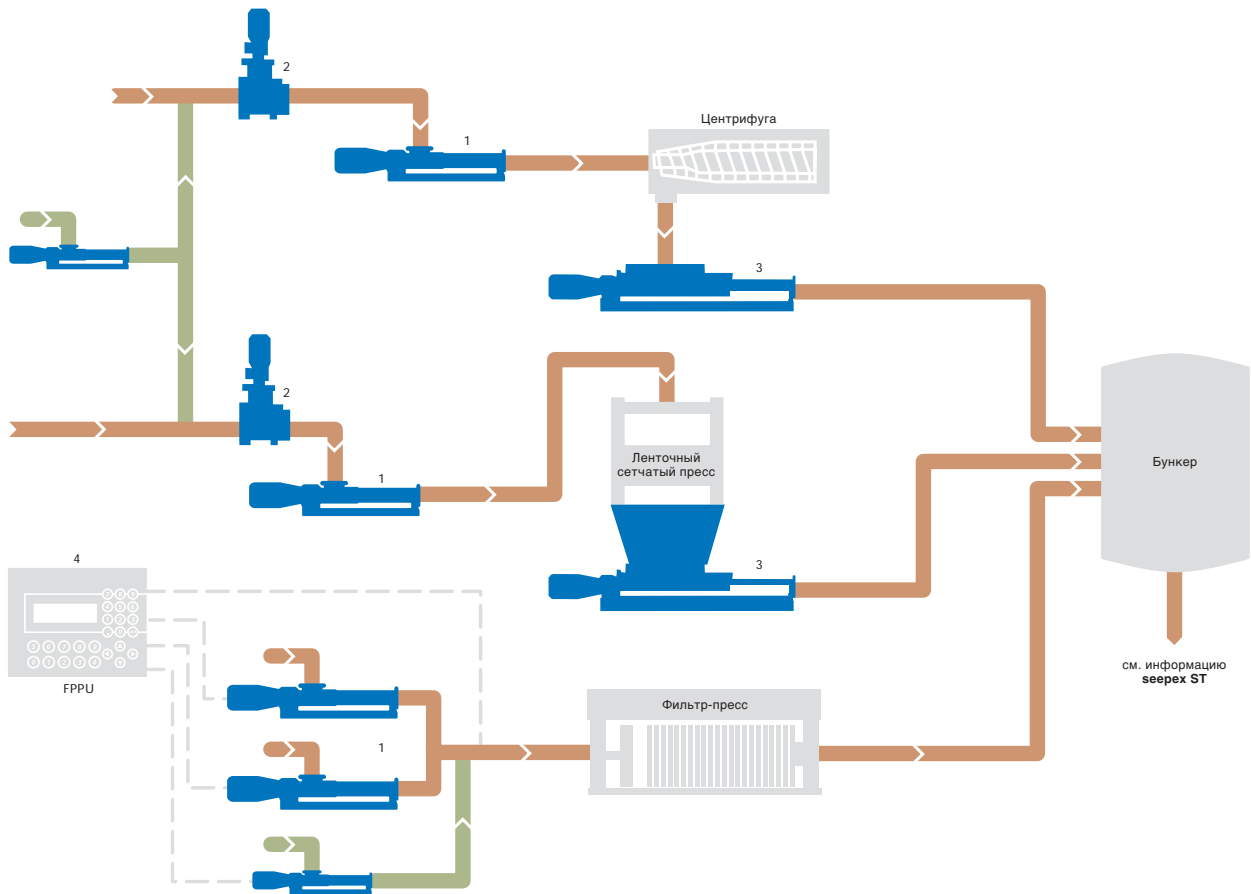 2
1
Центрифуга
3
2
1
Ленточный
сетчатый пресс
3
Бункер
см. информацию
seepex ST
4
FPPU
1
Фильтр-пресс